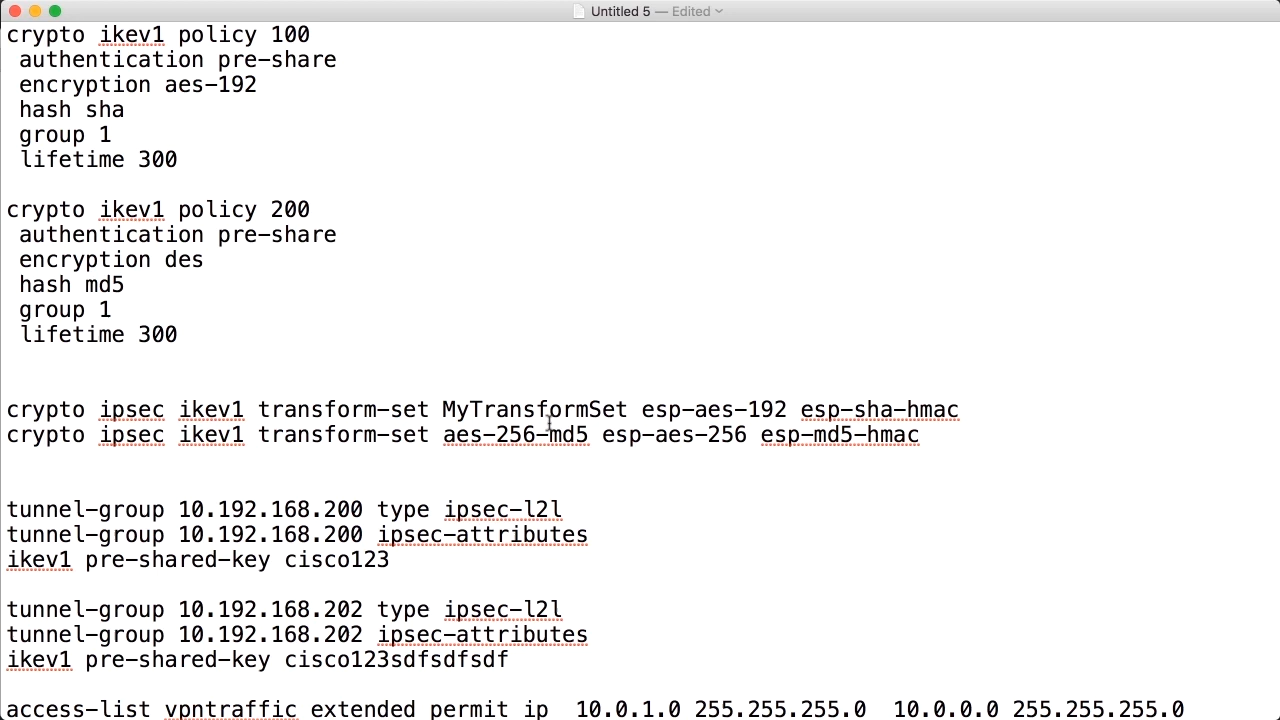 Untitled 5 — Edited
crypto ikev1 policy 100
authentication pre-share
encryption aes-192
hash sha
group 1
lifetime 300
crypto ikev1 policy 200
authentication pre-share
encryption des
hash md5
group 1
lifetime 300
crypto ipsec ikev1 transform-set MyTransformSet esp-aes-192 esp-sha-hmac
crypto ipsec ikev1 transform-set aes-256-md5 esp-aes-256 esp-md5-hmac
tunnel-group 10.192.168.200 type ipsec-l2l
tunnel-group 10.192.168.200 ipsec-attributes
ikev1 pre-shared-key cisco123
tunnel-group 10.192.168.202 type ipsec-l2l
tunnel-group 10.192.168.202 ipsec-attributes
ikev1 pre-shared-key cisco123sdfsdfsdf
access-list vpntraffic extended permit ip 10.0.1.0 255.255.255.0 10.0.0.0 255.255.255.0